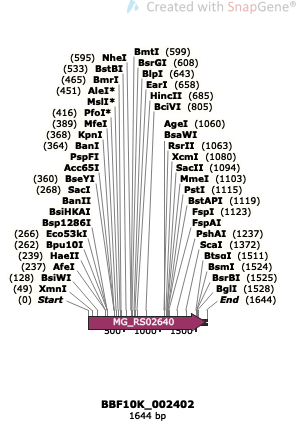 Created with SnapGene®
(595) NheI BmtI (599)
(533) BstBI BsrGI (608)
(465) BmrI BlpI (643)
(451) AleI* EarI (658)
MslI* HincII (685)
(416) PfoI* BciVI (805)
(389) MfeI AgeI (1060)
(368) KpnI BsaWI
(364) BanI RsrII (1063)
PspFI XcmI (1080)
Acc65I SacII (1094)
(360) BseYI MmeI (1103)
(268) SacI PstI (1115)
BanII BstAPI (1119)
BsiHKAI FspI (1123)
Bsp1286I FspAI
(266) Eco53kI PshAI (1237)
(262) Bpu10I ScaI (1372)
(239) HaeII BtsαI (1511)
(237) AfeI BsmI (1524)
(128) BsiWI BsrBI (1525)
(49) XmnI BglI (1528)
(0) Start End (1644)
MG_RS02640
500 1000 1500
BBF10K_002402
1644 bp